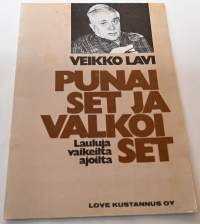 VEIKKO LAVI
PUNAI
SET JA
VALKOI
Lauluja
vaikeilta
ajoilta
SET
LOVE KUSTANNUS OY